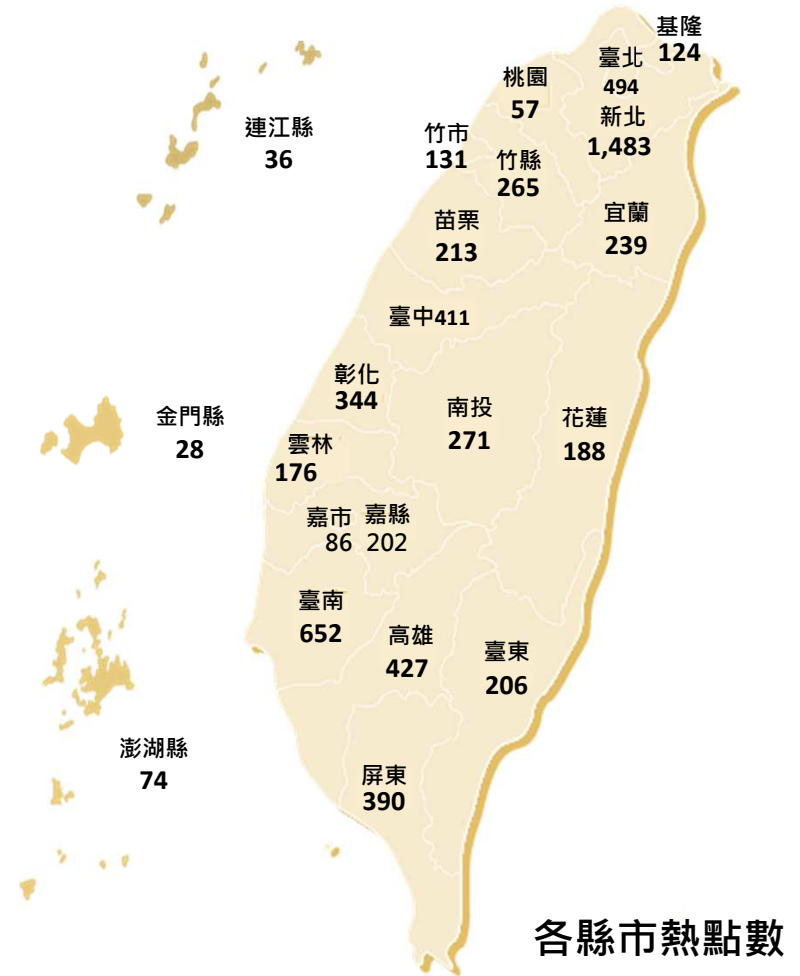 基隆
124
臺北
494
桃園
57
新北
1,483
連江縣
36
竹市
131
竹縣
265
宜蘭
239
苗栗
213
臺中411
彰化
344
南投
271
花蓮
188
金門縣
28
雲林
176
嘉市
86
嘉縣
202
臺南
652
高雄
427
臺東
206
澎湖縣
74
屏東
390
各縣市熱點數